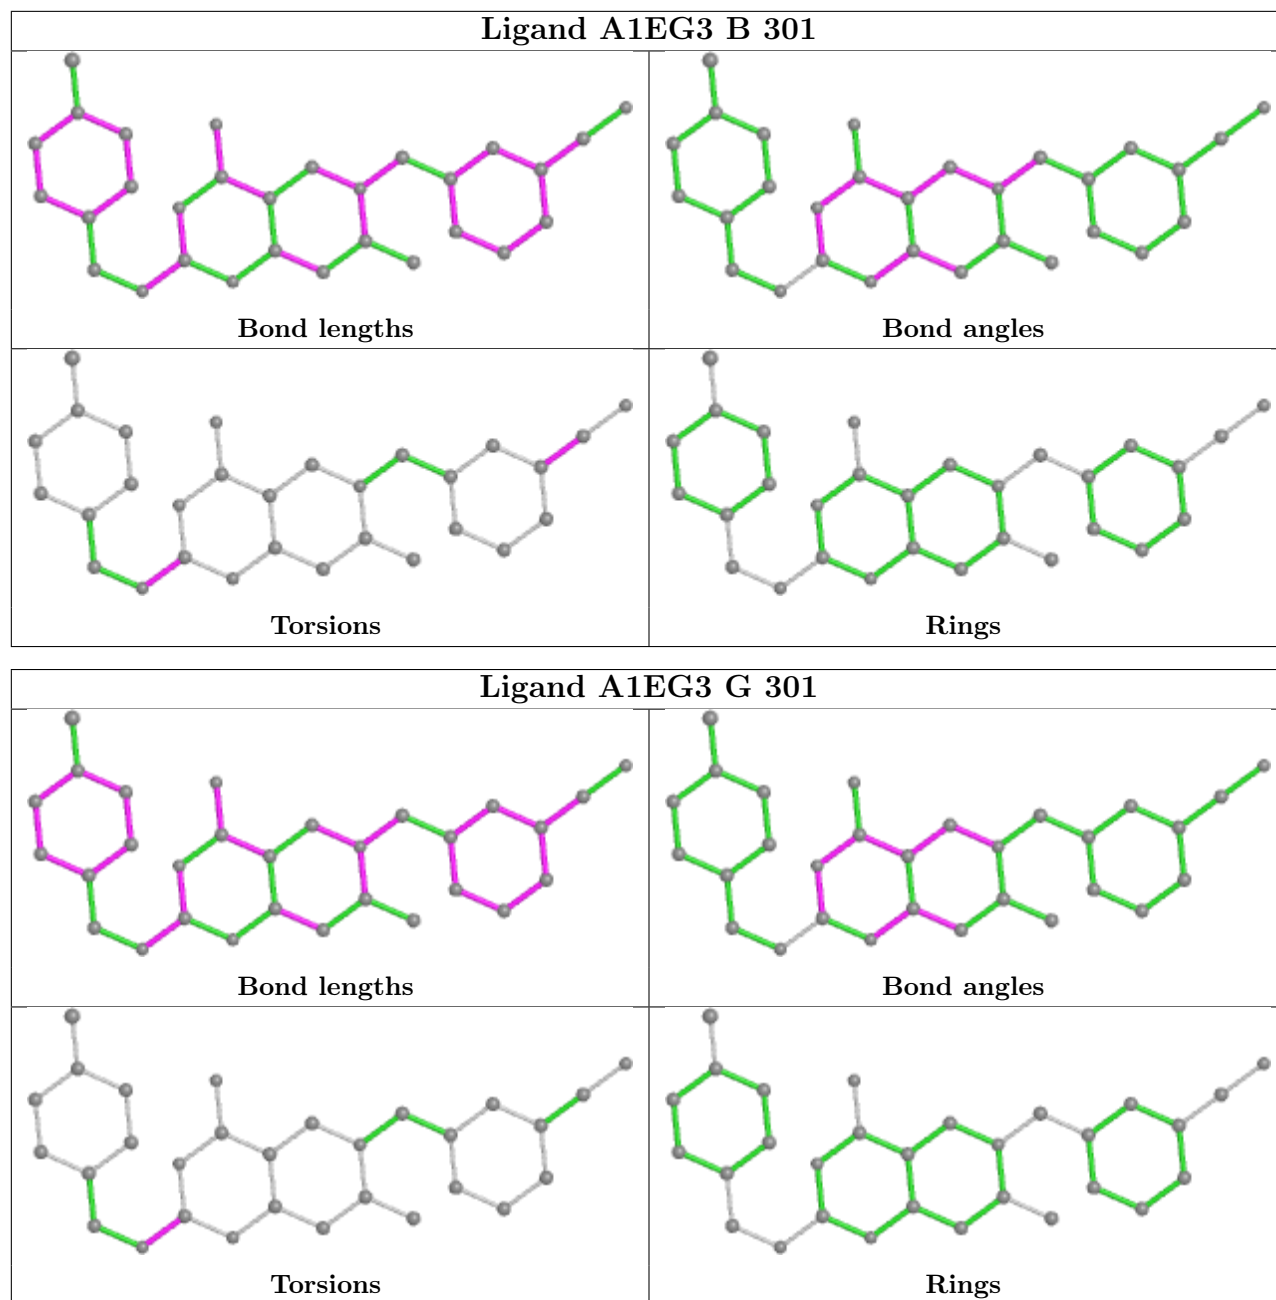 Ligand A1EG3 B 301
Bond lengths
Bond angles
Torsions
Rings
Ligand A1EG3 G 301
Bond lengths
Bond angles
Torsions
Rings